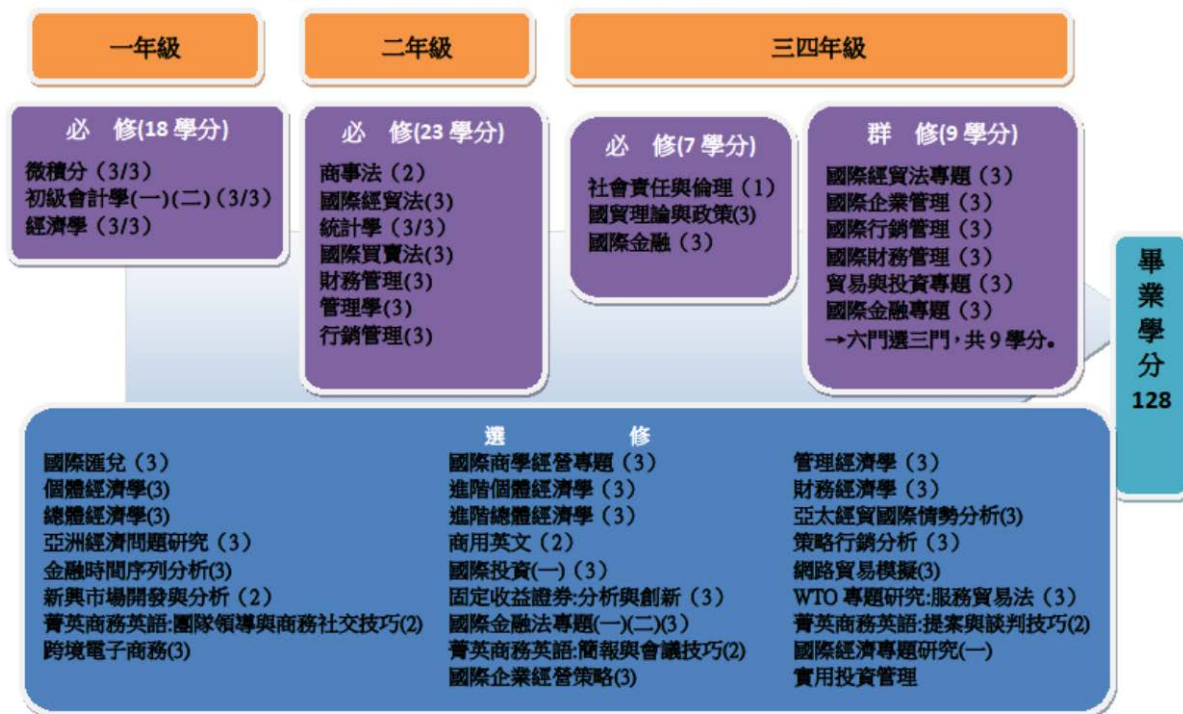 一年級
二年級
三四年級
必 修(18 學分)
微積分（3/3）
初級會計學(一)(二)（3/3）
經濟學（3/3）
必 修(23 學分)
商事法（2）
國際經貿法(3)
統計學（3/3）
國際買賣法(3)
財務管理(3)
管理學(3)
行銷管理(3)
必 修(7 學分)
社會責任與倫理（1）
國貿理論與政策(3)
國際金融（3）
群 修(9 學分)
國際經貿法專題（3）
國際企業管理（3）
國際行銷管理（3）
國際財務管理（3）
貿易與投資專題（3）
國際金融專題（3）
→六門選三門，共 9 學分。
畢業學分
128
選 修
國際匯兌（3）
個體經濟學(3)
總體經濟學(3)
亞洲經濟問題研究（3）
金融時間序列分析(3)
新興市場開發與分析（2）
菁英商務英語:團隊領導與商務社交技巧(2)
跨境電子商務(3)
國際商學經營專題（3）
進階個體經濟學（3）
進階總體經濟學（3）
商用英文（2）
國際投資(一)（3）
固定收益證券:分析與創新（3）
國際金融法專題(一)(二)(3)
菁英商務英語:簡報與會議技巧(2)
國際企業經營策略(3)
管理經濟學（3）
財務經濟學（3）
亞太經貿國際情勢分析(3)
策略行銷分析（3）
網路貿易模擬(3)
WTO 專題研究:服務貿易法（3）
菁英商務英語:提案與談判技巧(2)
國際經濟專題研究(一)
實用投資管理